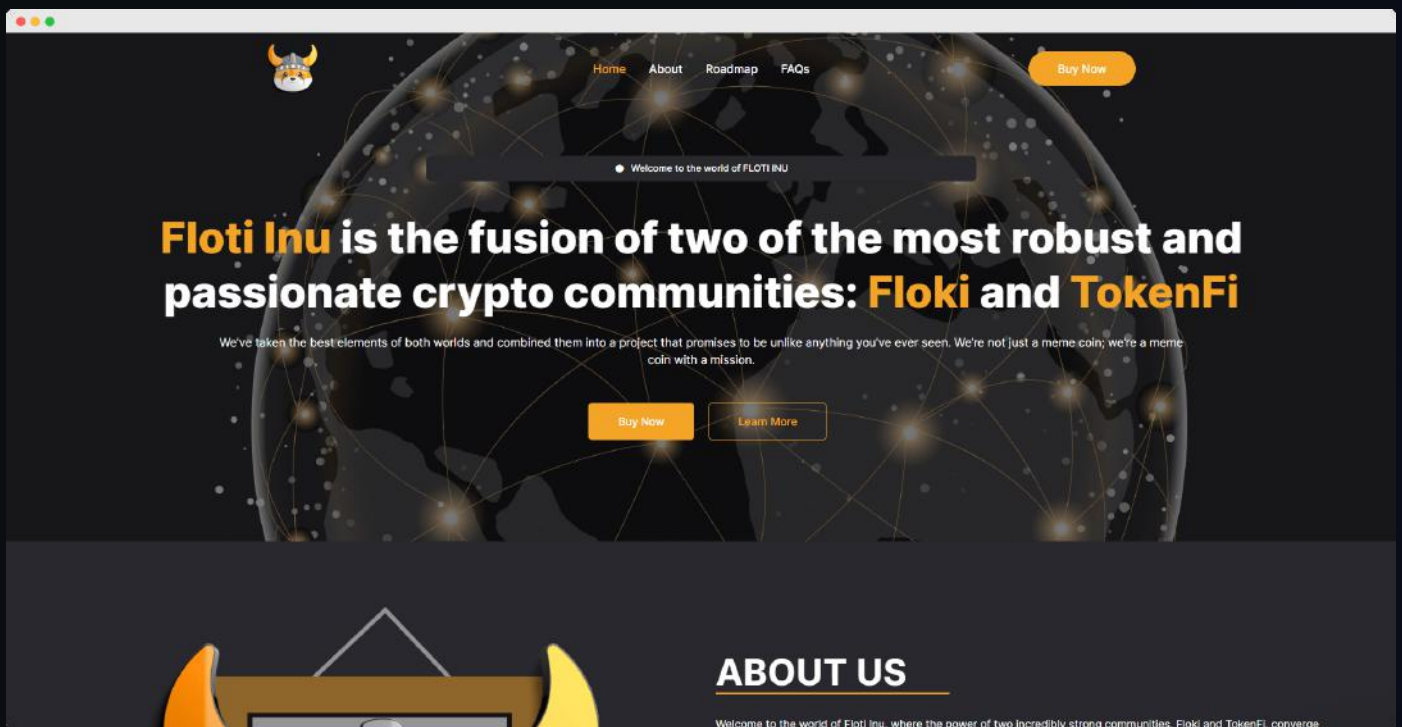 Home About Roadmap FAQs Buy Now
Welcome to the world of FLOTI INU
Floti Inu is the fusion of two of the most robust and
passionate crypto communities: Floki and TokenFi
We've taken the best elements of both worlds and combined them into a project that promises to be unlike anything you've ever seen. We're not just a meme coin; we're a meme
coin with a mission.
Buy Now Learn More
ABOUT US
Welcome to the world of Floti Inu, where the power of two incredibly strong communities, Floki and TokenFi, converge